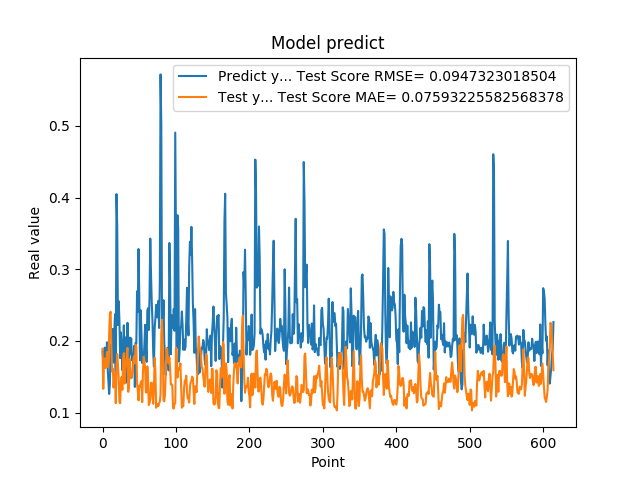 Model predict
Predict y... Test Score RMSE= 0.0947323018504
Test y... Test Score MAE= 0.07593225582568378
Real value
0.5
0.4
0.3
0.2
0.1
0
100
200
300
400
500
600
Point